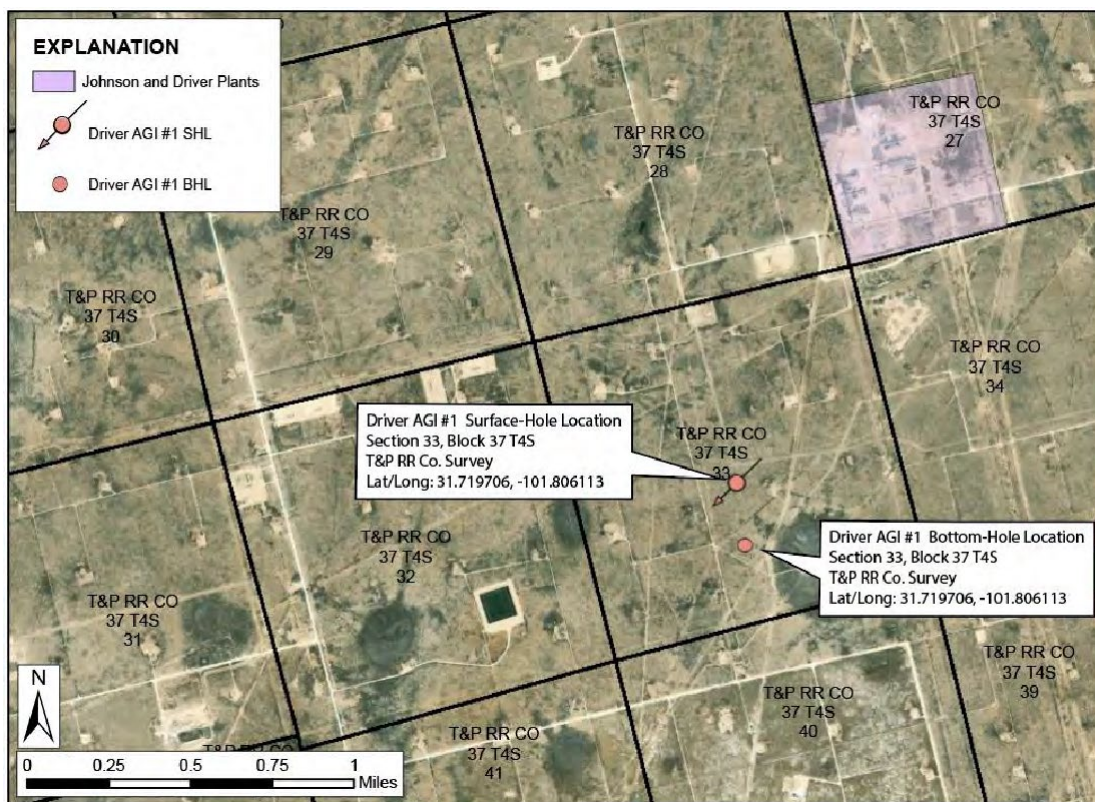 EXPLANATION
Johnson and Driver Plants
Driver AGI #1 SHL
Driver AGI #1 BHL
T&P RR CO
37 T4S
27
T&P RR CO
37 T4S
28
T&P RR CO
37 T4S
29
T&P RR CO
37 T4S
30
T&P RR CO
37 T4S
34
Driver AGI #1 Surface-Hole Location
Section 33, Block 37 T4S
T&P RR Co. Survey
Lat/Long: 31.719706, -101.806113
T&P RR CO
37 T4S
33
Driver AGI #1 Bottom-Hole Location
Section 33, Block 37 T4S
T&P RR Co. Survey
Lat/Long: 31.719706, -101.806113
T&P RR CO
37 T4S
32
T&P RR CO
37 T4S
31
T&P RR CO
37 T4S
39
T&P RR CO
37 T4S
40
T&P RR CO
37 T4S
41
T&P RR CO
N
0 0.25 0.5 0.75 1
Miles